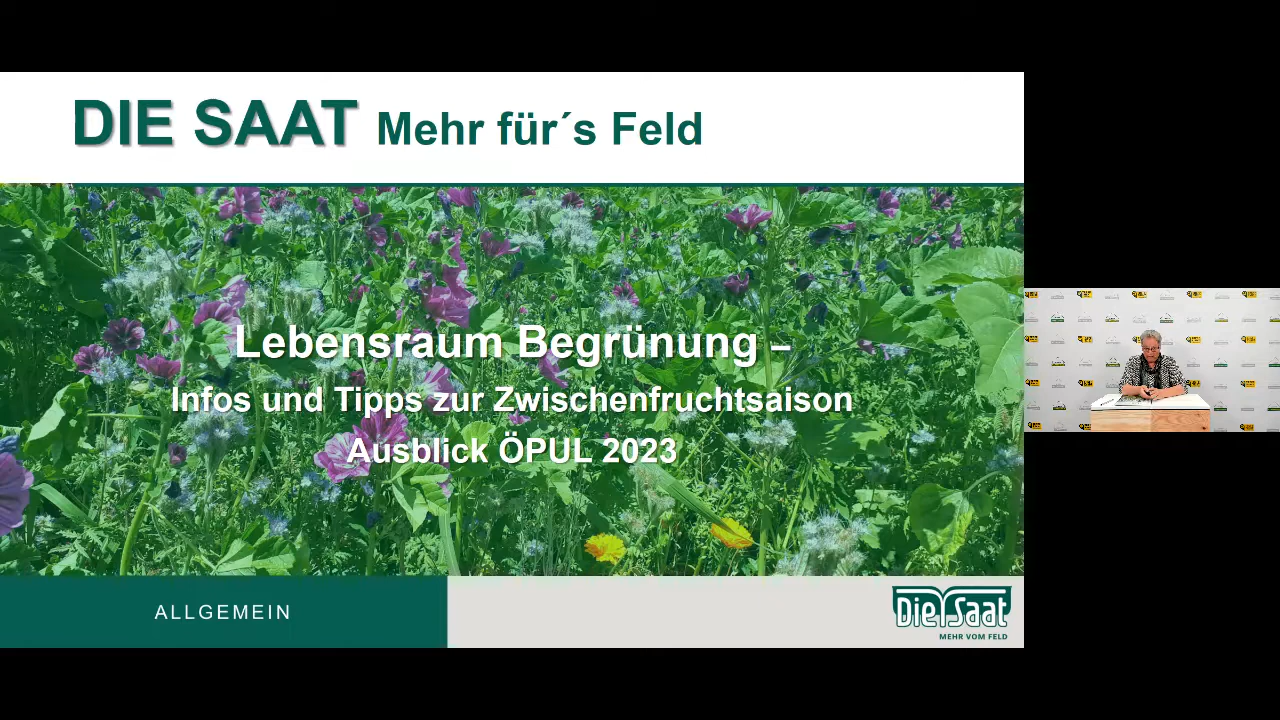 DIE SAAT Mehr für´s Feld
Lebensraum Begrünung –
Infos und Tipps zur Zwischenfruchtsaison
Ausblick ÖPUL 2023
ALLGEMEIN
Die Saat
MEHR VOM FELD